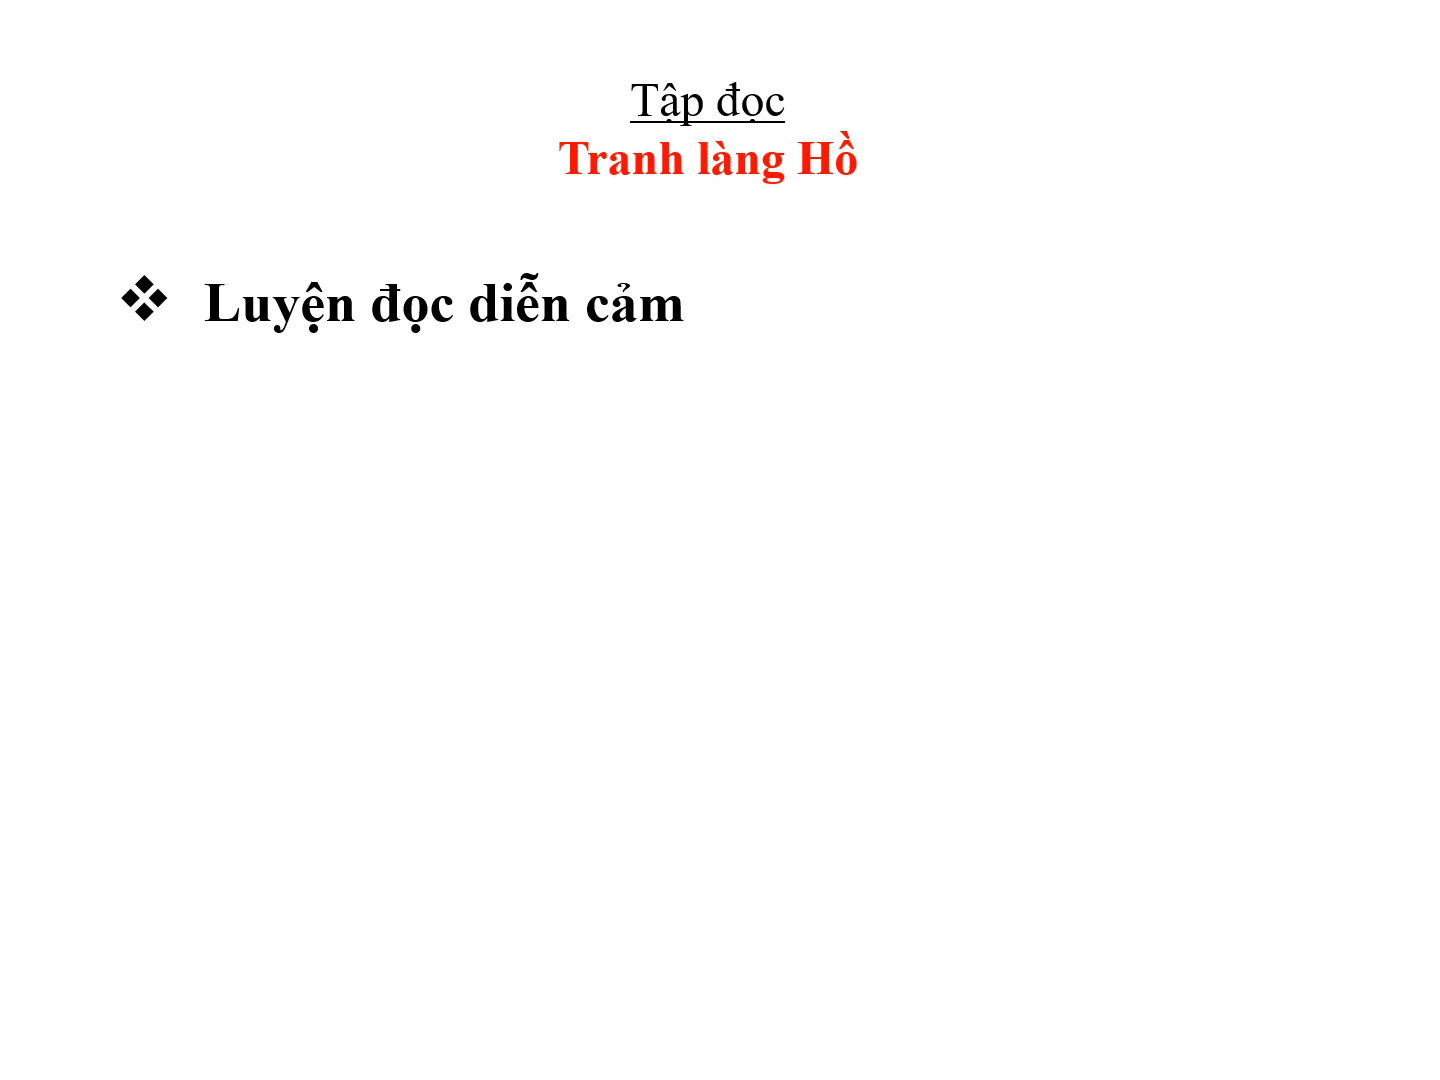 Tập đọc
Tranh làng Hồ
❖ Luyện đọc diễn cảm